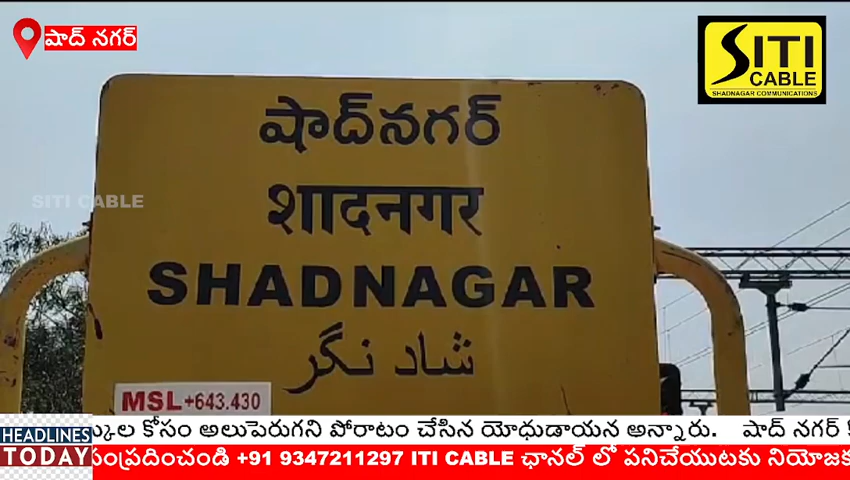 షాద్ నగర్
SITI
CABLE
SHADNAGAR COMMUNICATIONS
షాద్‌నగర్
शादनगर
SITI CABLE
SHADNAGAR
شاد نگر
MSL+643.430
కోసం అలుపెరుగని పోరాటం చేసిన యోధుడాయన అన్నారు. షాద్ నగర్
HEADLINES
TODAY
+91 9347211297 ITI CABLE ఛానల్ లో పనిచేయుటకు